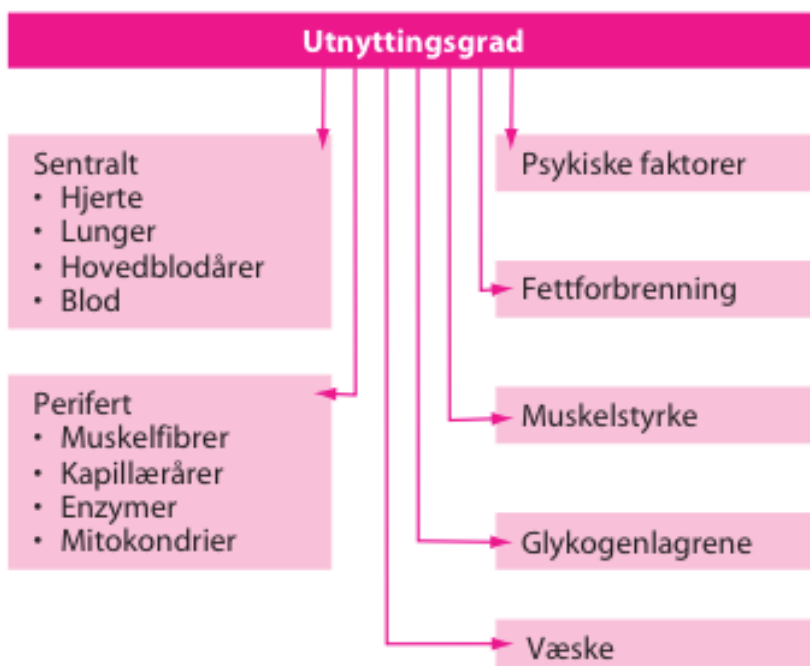 Utnyttingsgrad
Sentralt
• Hjerte
• Lunger
• Hovedblodårer
• Blod
Perifert
• Muskelfibrer
• Kapillærårer
• Enzymer
• Mitokondrier
Psykiske faktorer
Fettforbrenning
Muskelstyrke
Glykogenlagrene
Væske